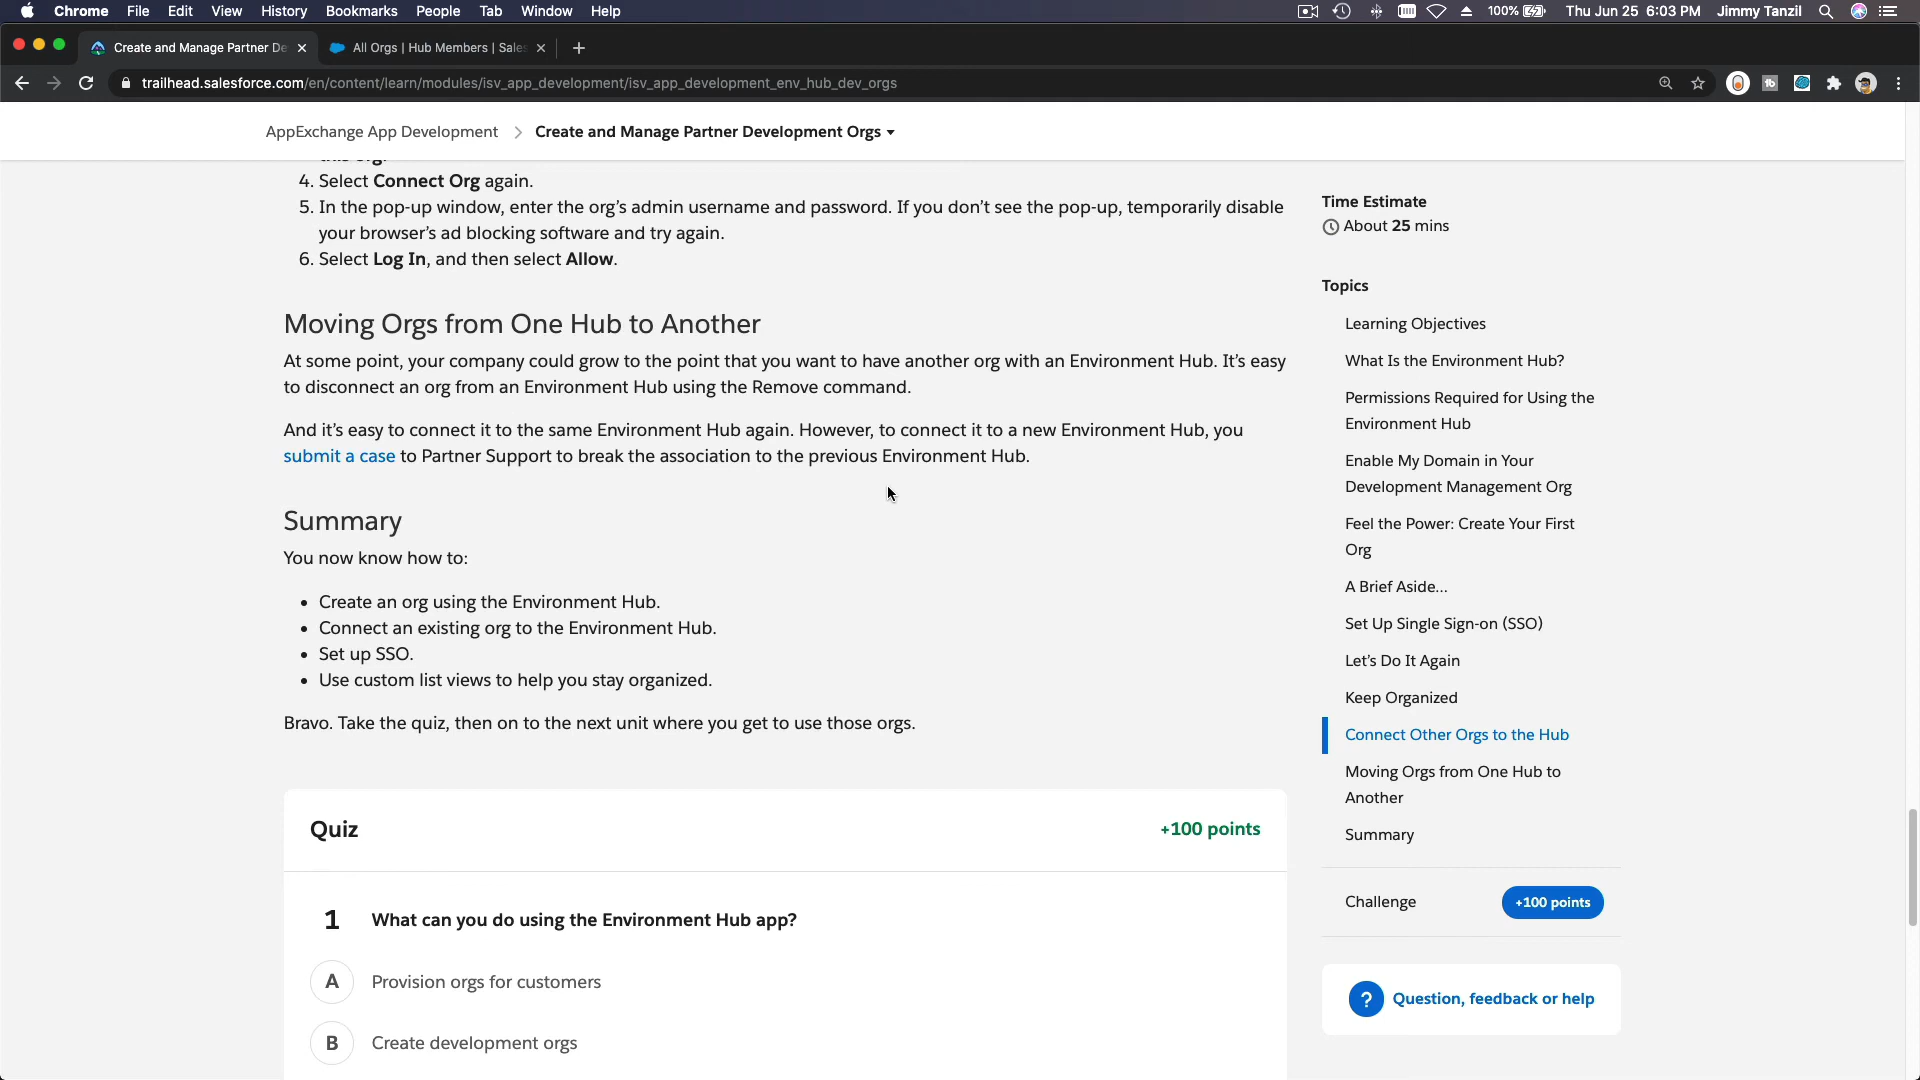 Chrome File Edit View History Bookmarks People Tab Window Help 100% Thu Jun 25 6:03 PM Jimmy Tanzil
Create and Manage Partner De
All Orgs | Hub Members | Sales
trailhead.salesforce.com/en/content/learn/modules/isv_app_development/isv_app_development_env_hub_dev_orgs
AppExchange App Development > Create and Manage Partner Development Orgs
this org.
4. Select Connect Org again.
5. In the pop-up window, enter the org's admin username and password. If you don't see the pop-up, temporarily disable
your browser's ad blocking software and try again.
6. Select Log In, and then select Allow.
Moving Orgs from One Hub to Another
At some point, your company could grow to the point that you want to have another org with an Environment Hub. It's easy
to disconnect an org from an Environment Hub using the Remove command.
And it's easy to connect it to the same Environment Hub again. However, to connect it to a new Environment Hub, you
submit a case to Partner Support to break the association to the previous Environment Hub.
Summary
You now know how to:
• Create an org using the Environment Hub.
• Connect an existing org to the Environment Hub.
• Set up SSO.
• Use custom list views to help you stay organized.
Bravo. Take the quiz, then on to the next unit where you get to use those orgs.
Quiz
+100 points
1 What can you do using the Environment Hub app?
A Provision orgs for customers
B Create development orgs
Time Estimate
About 25 mins
Topics
Learning Objectives
What Is the Environment Hub?
Permissions Required for Using the
Environment Hub
Enable My Domain in Your
Development Management Org
Feel the Power: Create Your First
Org
A Brief Aside...
Set Up Single Sign-on (SSO)
Let's Do It Again
Keep Organized
Connect Other Orgs to the Hub
Moving Orgs from One Hub to
Another
Summary
Challenge
+100 points
? Question, feedback or help